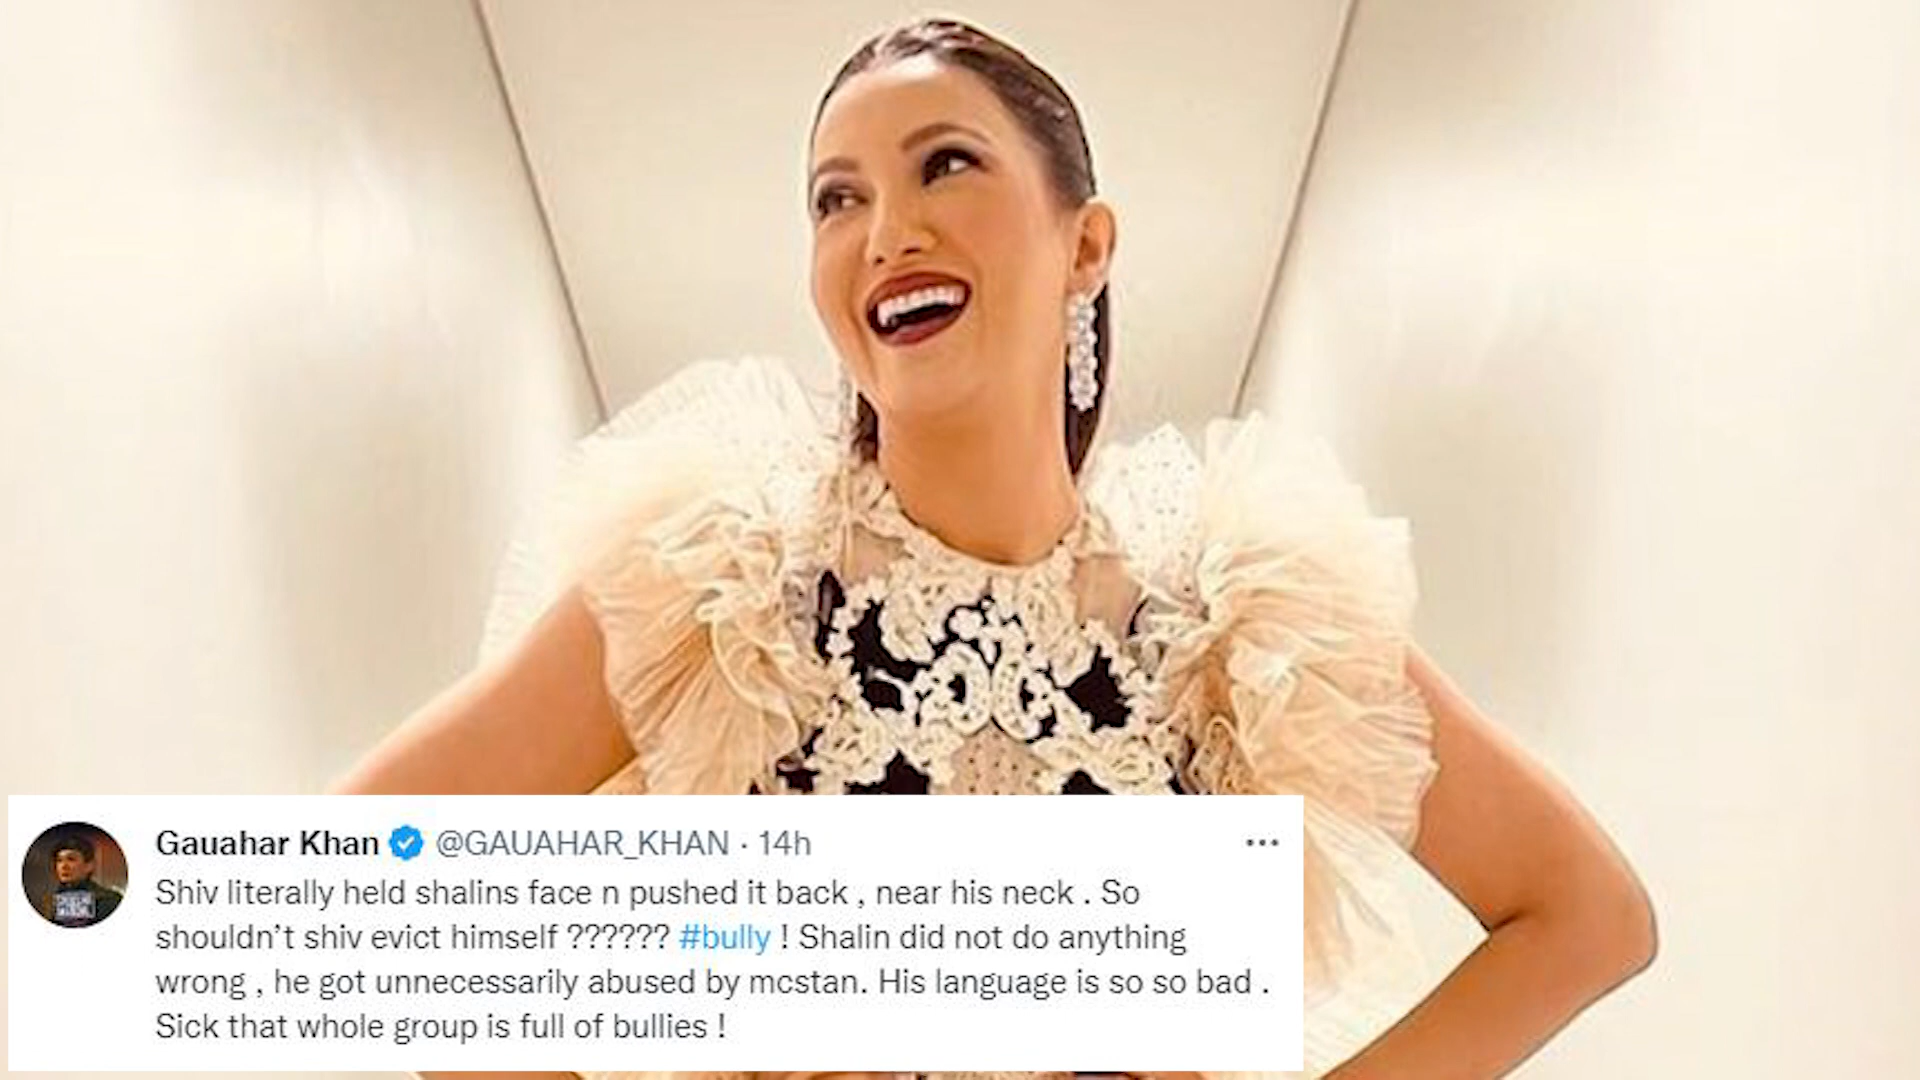 Gauahar Khan @GAUAHAR_KHAN · 14h
Shiv literally held shalins face n pushed it back , near his neck . So
shouldn’t shiv evict himself ?????? #bully ! Shalin did not do anything
wrong , he got unnecessarily abused by mcstan. His language is so so bad .
Sick that whole group is full of bullies !